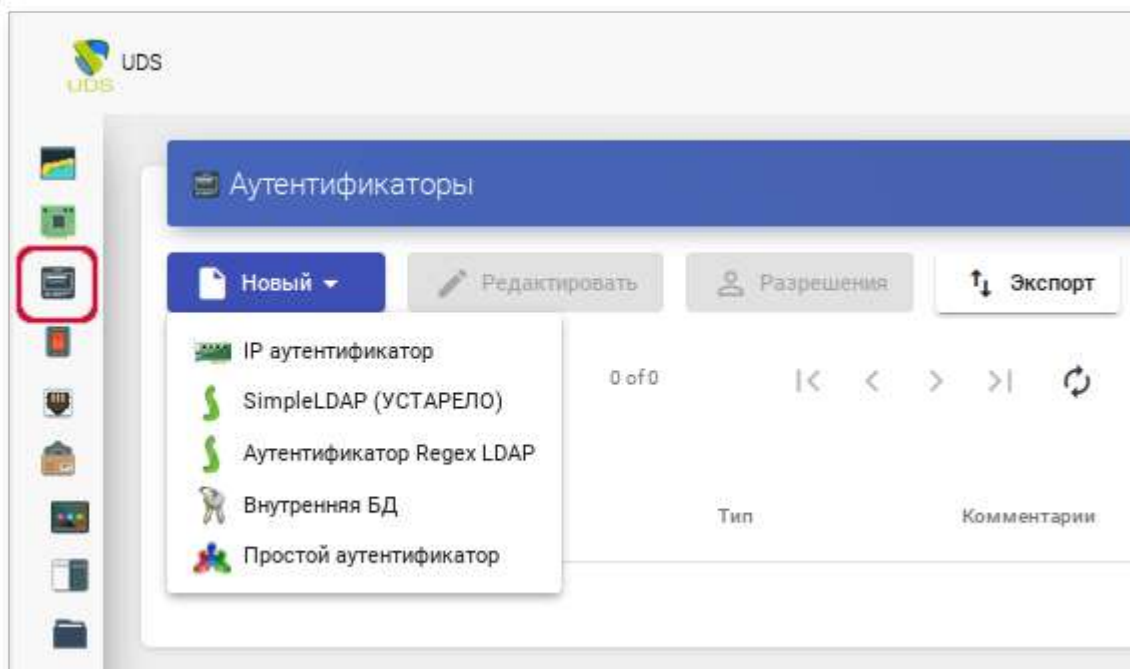 UDS
UDS
Аутентификаторы
Новый
Редактировать
Разрешения
Экспорт
IP аутентификатор
0 of 0
SimpleLDAP (УСТАРЕЛО)
Аутентификатор Regex LDAP
Внутренняя БД
Тип
Комментарии
Простой аутентификатор